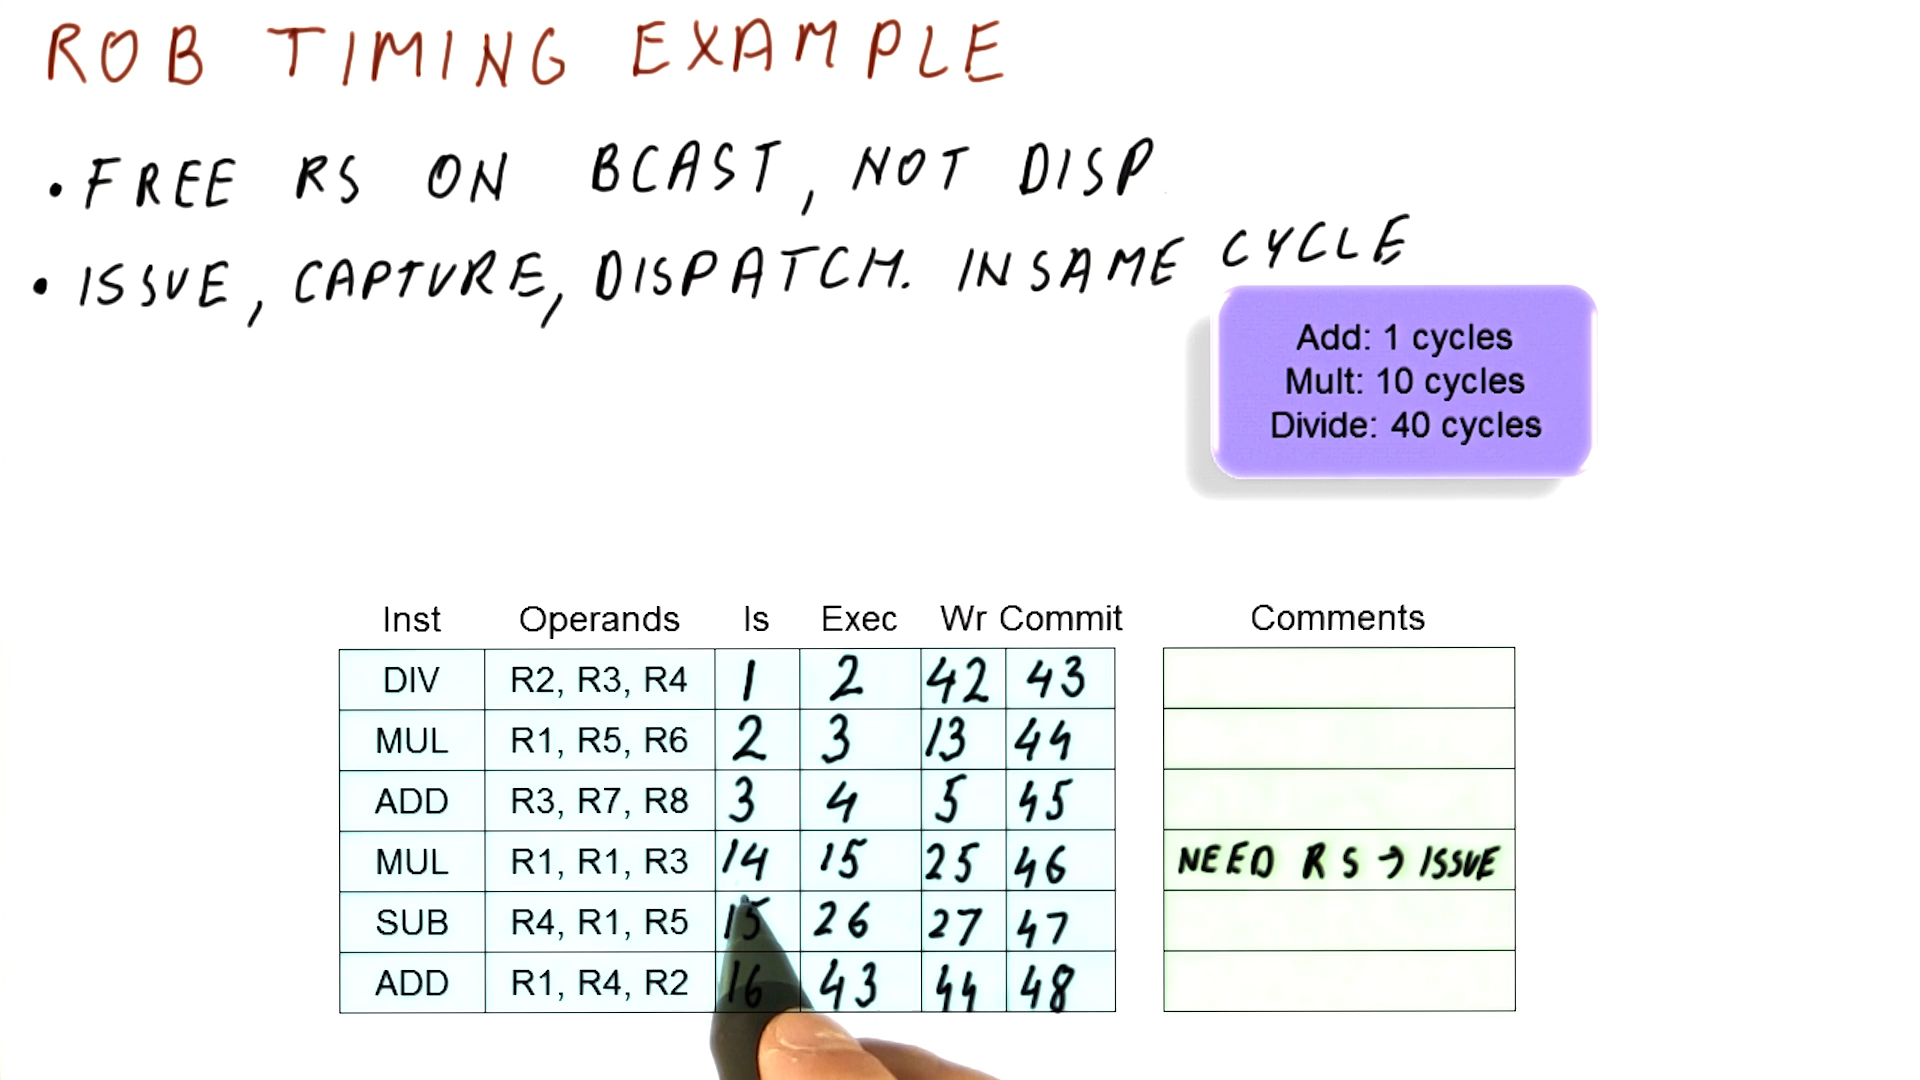 ROB TIMING EXAMPLE
• FREE RS ON BCAST, NOT DISP
• ISSUE, CAPTURE, DISPATCH. IN SAME CYCLE
Add: 1 cycles
Mult: 10 cycles
Divide: 40 cycles
Inst Operands Is Exec Wr Commit Comments
DIV R2, R3, R4 1 2 42 43
MUL R1, R5, R6 2 3 13 44
ADD R3, R7, R8 3 4 5 45
MUL R1, R1, R3 14 15 25 46 NEED RS → ISSUE
SUB R4, R1, R5 15 26 27 47
ADD R1, R4, R2 16 43 44 48